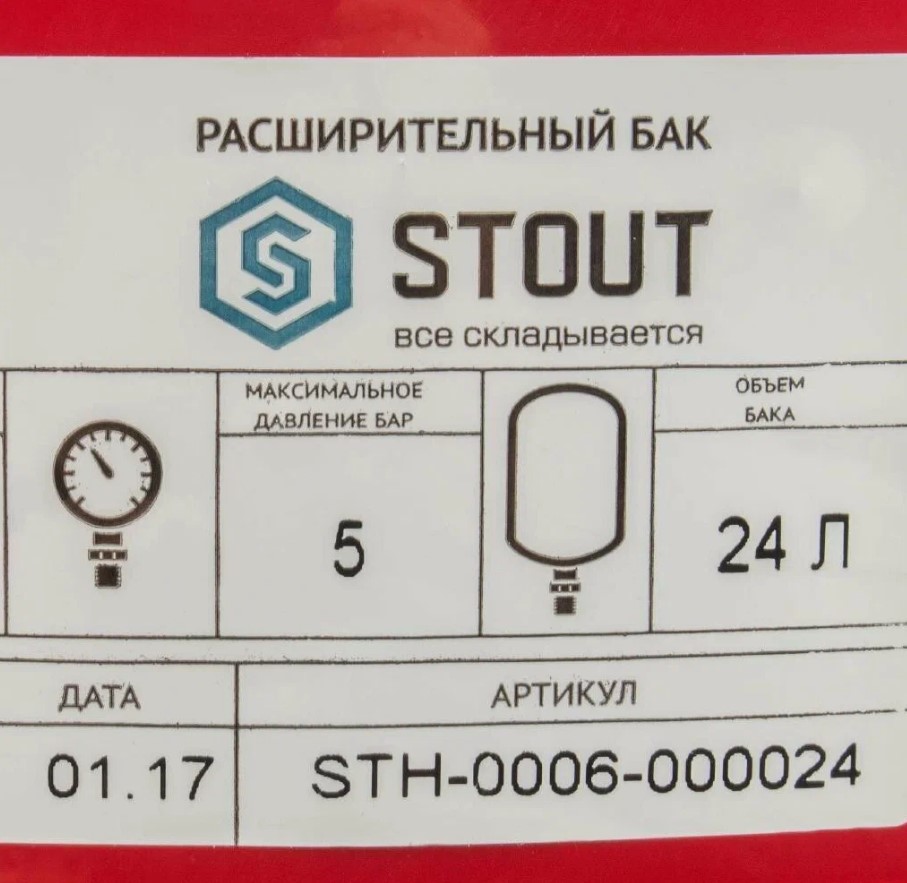 РАСШИРИТЕЛЬНЫЙ БАК
STOUT
все складывается
МАКСИМАЛЬНОЕ
ДАВЛЕНИЕ БАР
5
ОБЪЕМ
БАКА
24 Л
ДАТА
АРТИКУЛ
01.17
STH-0006-000024